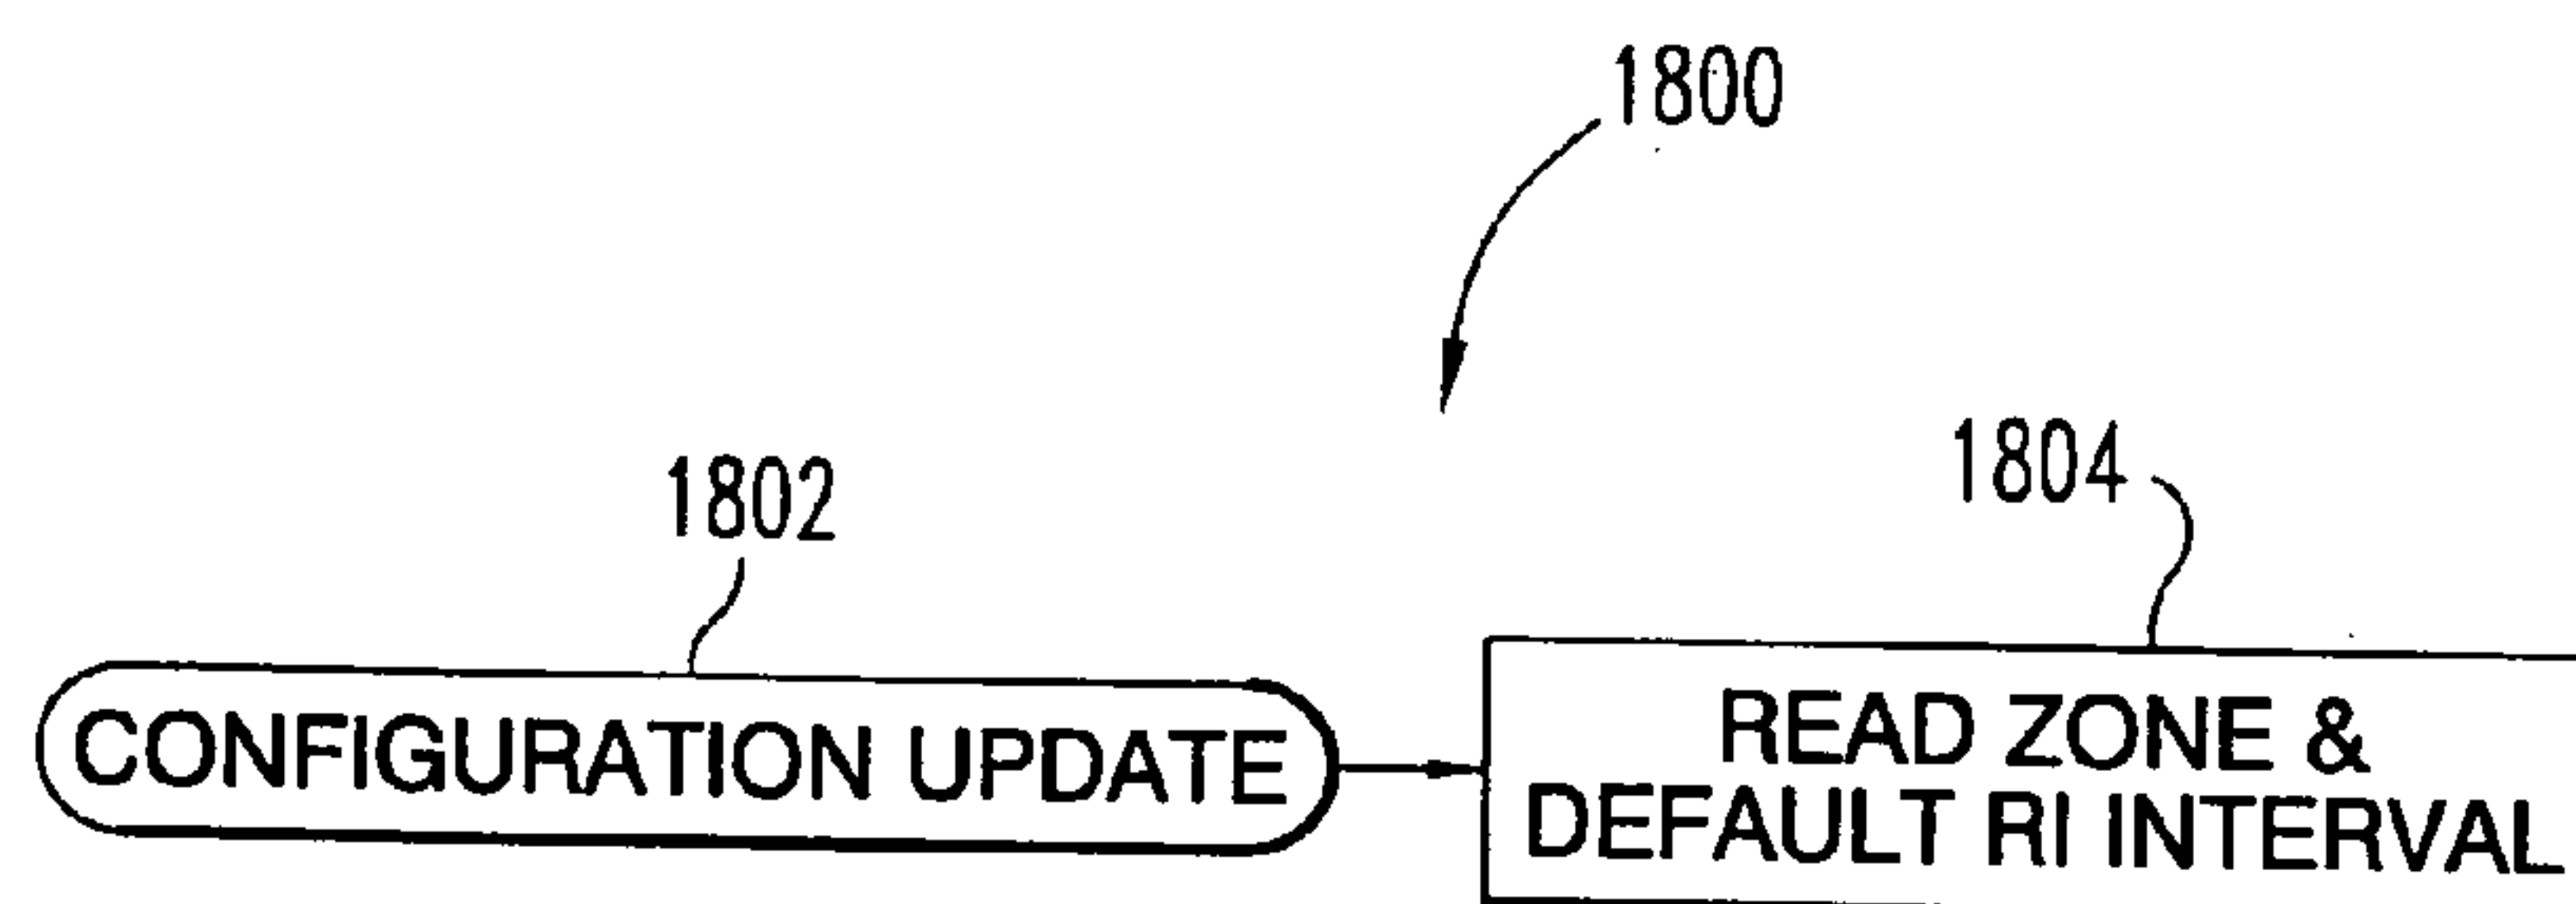 1800
1802
1804
CONFIGURATION UPDATE
READ ZONE &
DEFAULT RI INTERVAL